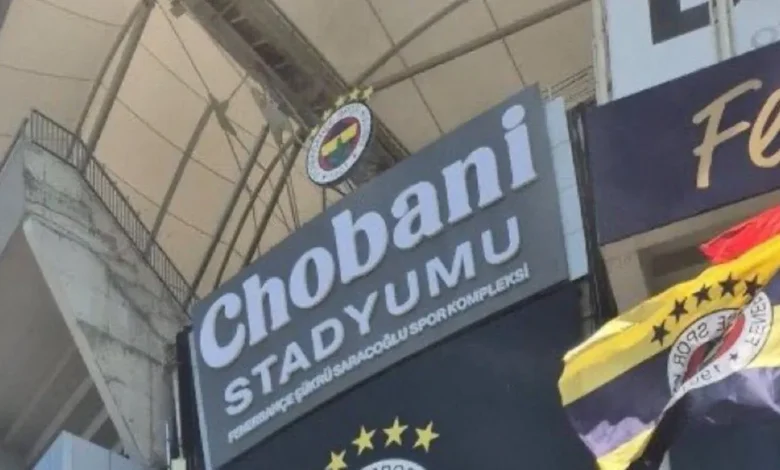 Chobani
STADYUMU
FENERBAHÇE ŞÜKRÜ SARACOĞLU SPOR KOMPLEKSİ